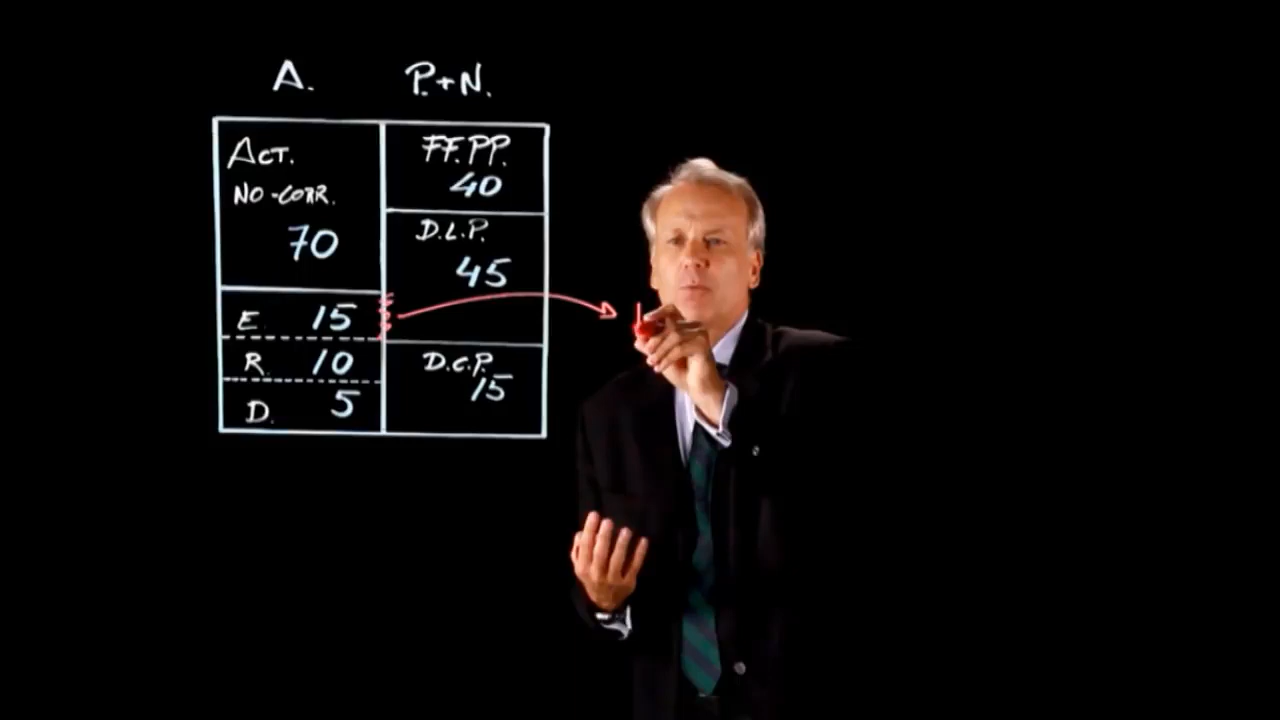 A. P.+N.
ACT.
NO-CORR.
70
E 15
R. 10
D. 5
FF.PP.
40
D.L.P.
45
D.C.P.
15